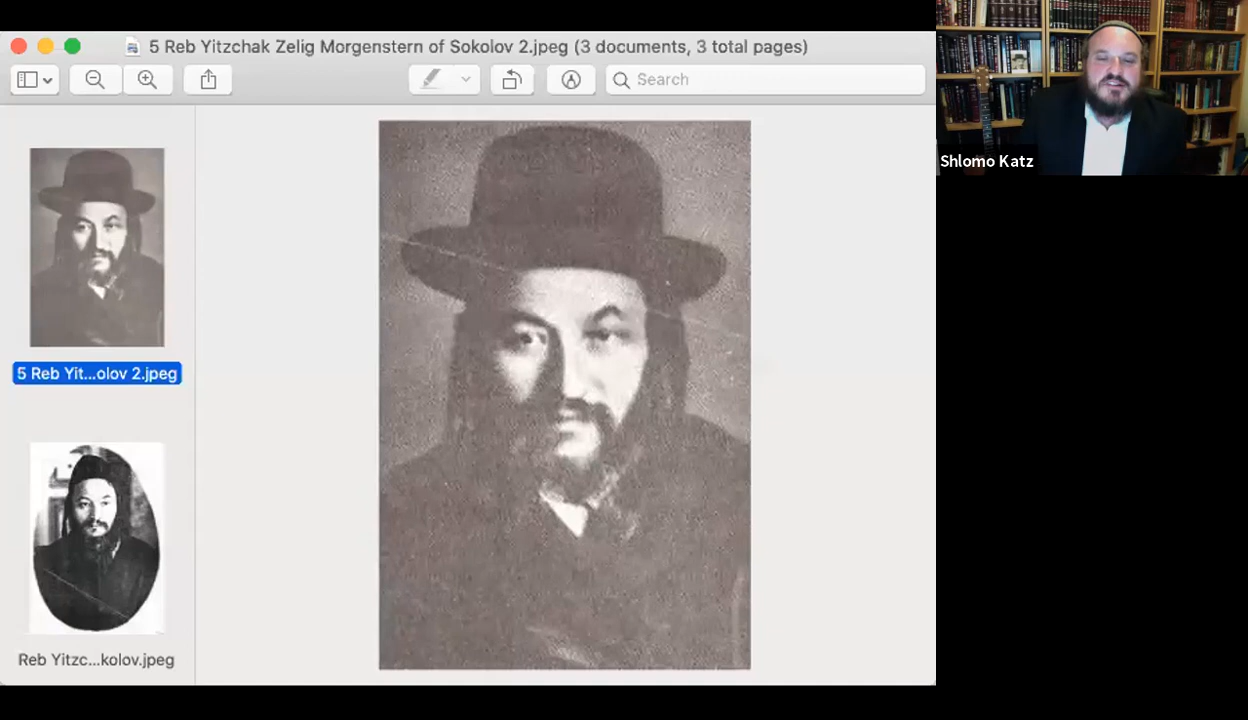 5 Reb Yitzchak Zelig Morgenstern of Sokolov 2.jpeg (3 documents, 3 total pages)
Search
Shlomo Katz
5 Reb Yit...olov 2.jpeg
Reb Yitzc...kolov.jpeg